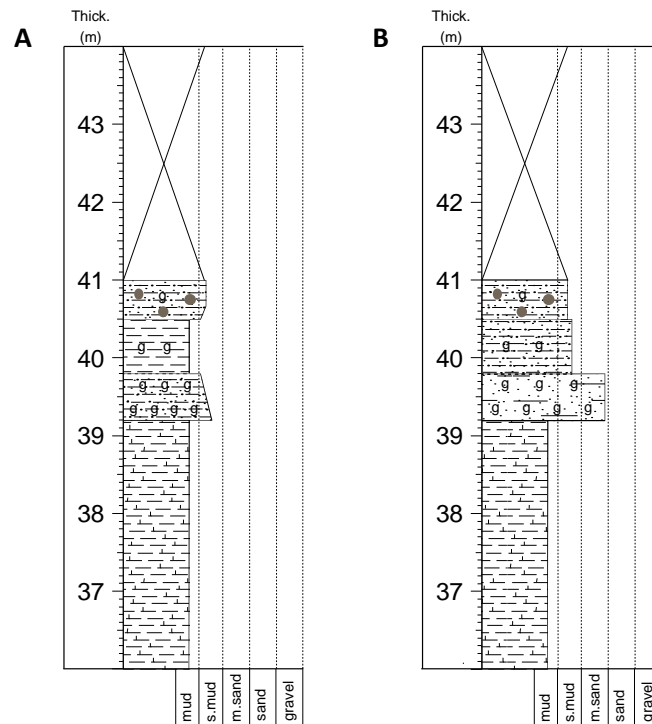 Thick.
(m)
A
43
42
41
g
40
g g
g g g
g g g g
39
38
37
mud
s.mud
m.sand
sand
gravel
Thick.
(m)
B
43
42
41
g
40
g g
g g g
g g g g
39
38
37
mud
s.mud
m.sand
sand
gravel